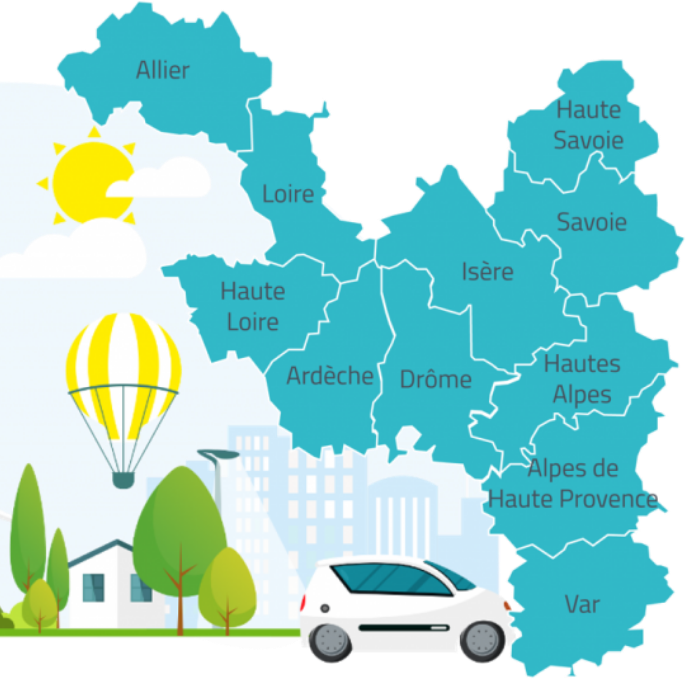 Allier
Haute
Savoie
Loire
Savoie
Isère
Haute
Loire
Ardèche
Drôme
Hautes
Alpes
Alpes de
Haute Provence
Var